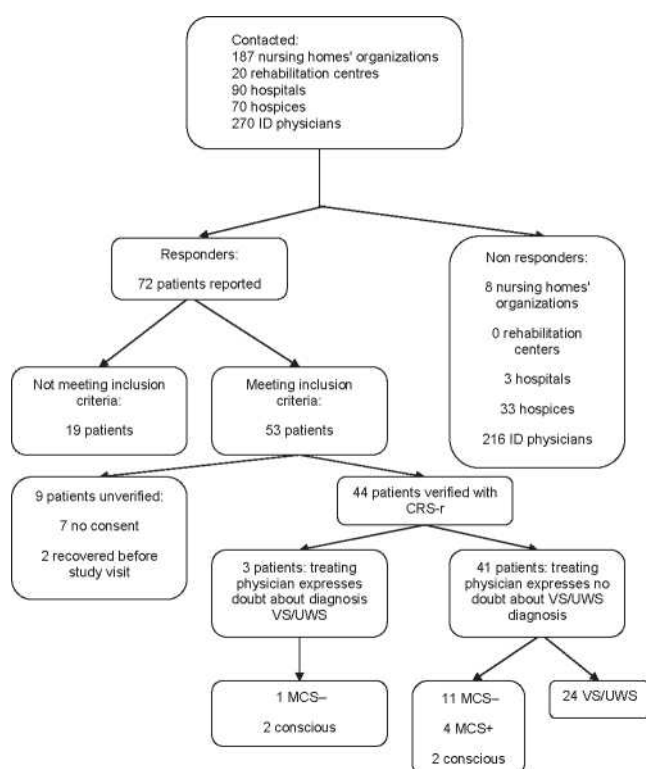 Contacted:
187 nursing homes' organizations
20 rehabilitation centres
90 hospitals
70 hospices
270 ID physicians
Responders:
72 patients reported
Non responders:
8 nursing homes'
organizations
0 rehabilitation
centers
3 hospitals
33 hospices
216 ID physicians
Not meeting inclusion
criteria:
19 patients
Meeting inclusion
criteria:
53 patients
9 patients unverified:
7 no consent
2 recovered before
study visit
44 patients verified with
CRS-r
3 patients: treating
physician expresses
doubt about diagnosis
VS/UWS
41 patients: treating
physician expresses no
doubt about VS/UWS
diagnosis
1 MCS–
2 conscious
11 MCS–
4 MCS+
2 conscious
24 VS/UWS